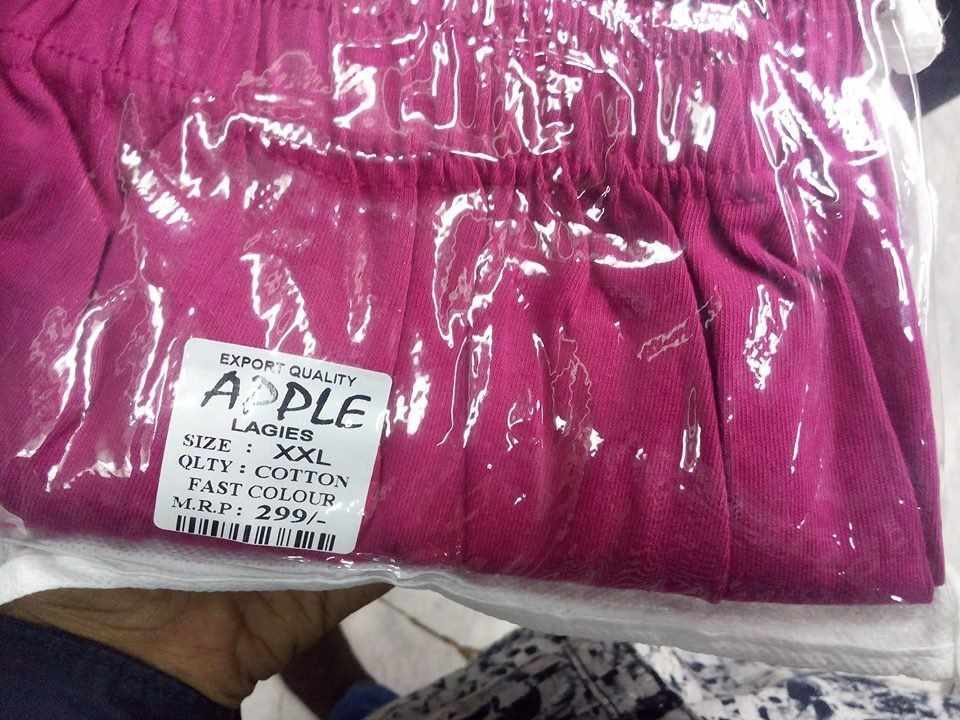 EXPORT QUALITY
APPLE
LAGIES
SIZE : XXL
QLTY : COTTON
FAST COLOUR
M.R.P : 299/-